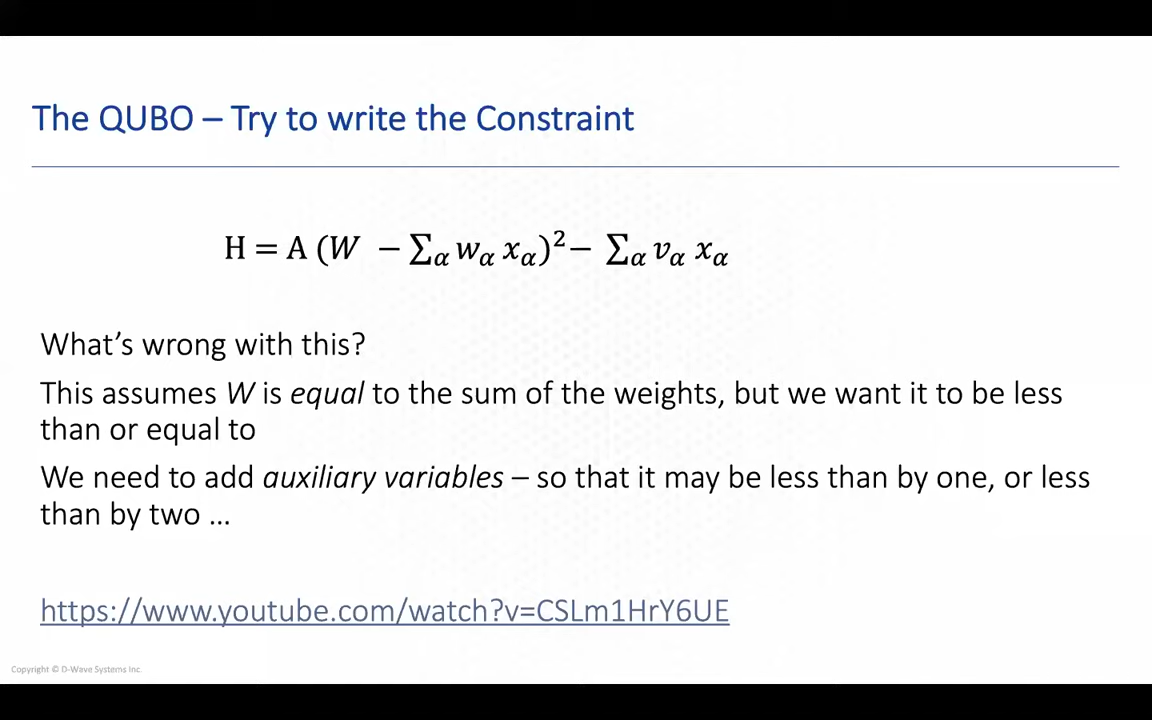 The QUBO – Try to write the Constraint
H = A (W − ∑α wα xα)² − ∑α vα xα
What’s wrong with this?
This assumes W is equal to the sum of the weights, but we want it to be less
than or equal to
We need to add auxiliary variables – so that it may be less than by one, or less
than by two …
https://www.youtube.com/watch?v=CSLm1HrY6UE
Copyright © D-Wave Systems Inc.